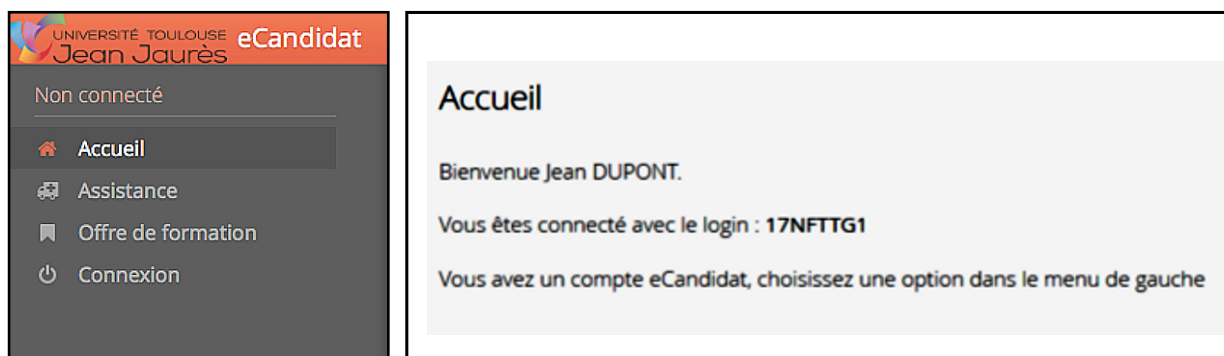 UNIVERSITÉ TOULOUSE
Jean Jaurès
eCandidat
Non connecté
Accueil
Assistance
Offre de formation
Connexion
Accueil
Bienvenue Jean DUPONT.
Vous êtes connecté avec le login : 17NFTTG1
Vous avez un compte eCandidat, choisissez une option dans le menu de gauche